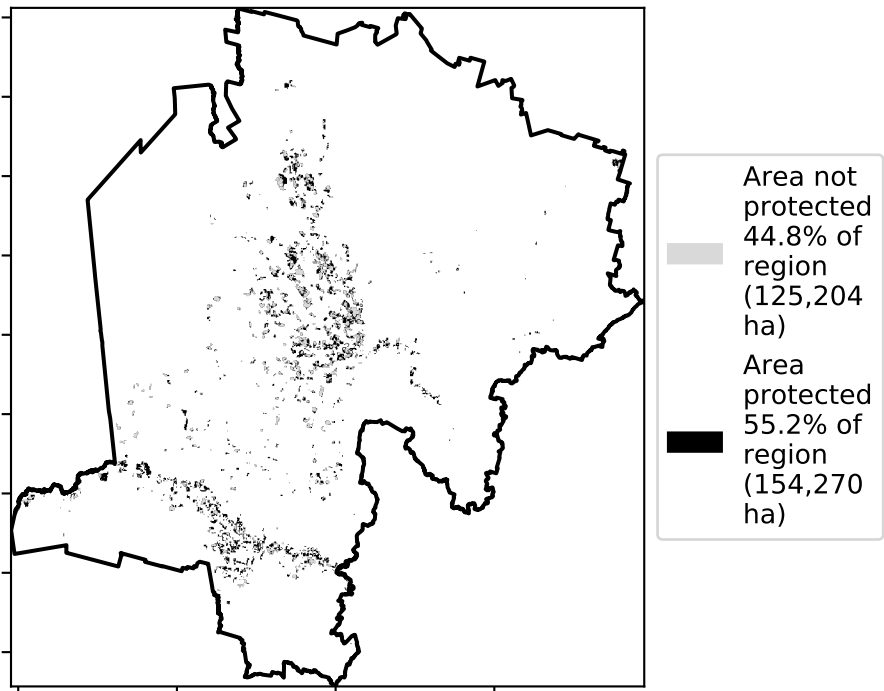 Area not
protected
44.8% of
region
(125,204
ha)
Area
protected
55.2% of
region
(154,270
ha)